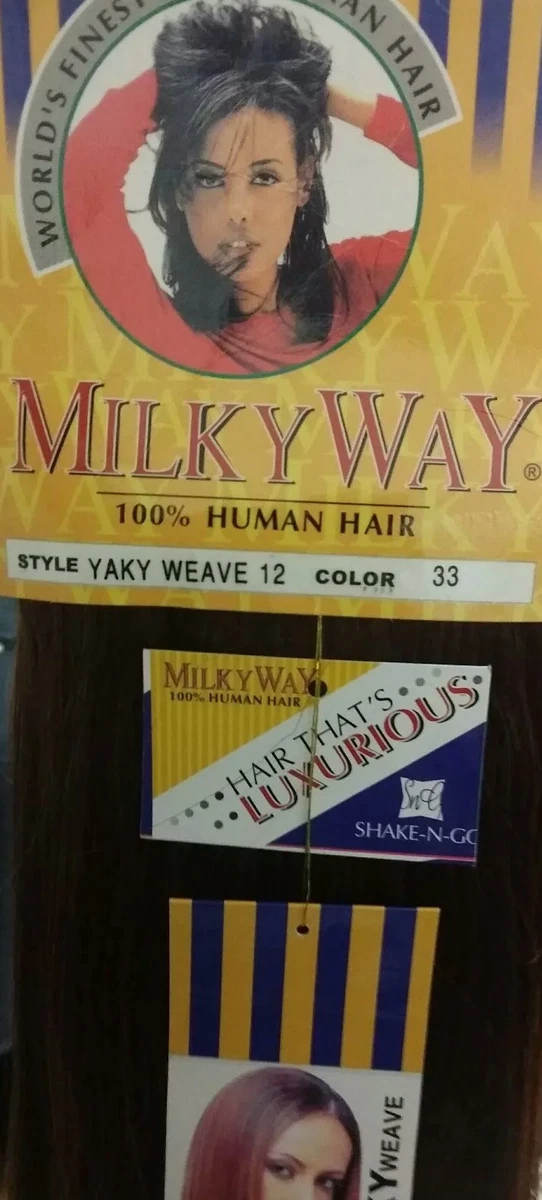 WORLD'S FINEST
HAIR
MILKYWAY®
100% HUMAN HAIR
STYLE YAKY WEAVE 12 COLOR 33
MILKYWAY
100% HUMAN HAIR
HAIR THAT'S
LUXURIOUS
SnG
SHAKE-N-GO
WEAVE